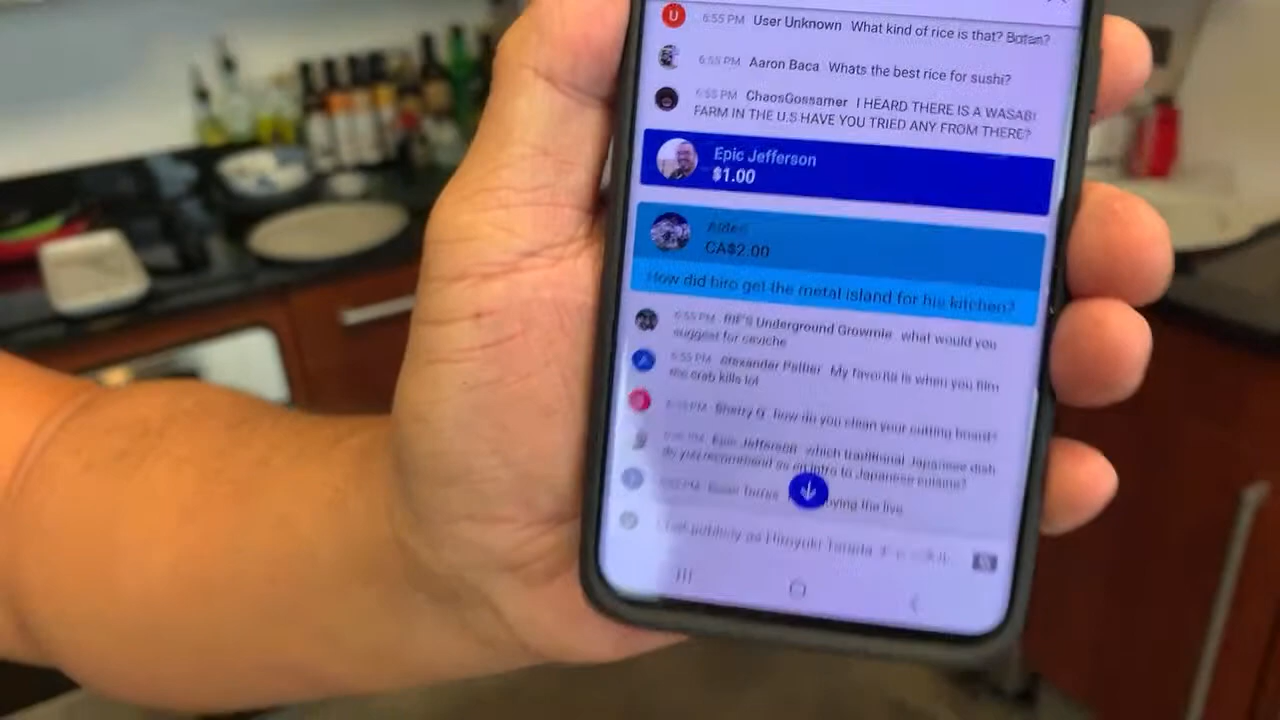 6:55 PM User Unknown What kind of rice is that? Botan?
6:55 PM Aaron Baca Whats the best rice for sushi?
6:55 PM ChaosGossamer I HEARD THERE IS A WASABI
FARM IN THE U.S HAVE YOU TRIED ANY FROM THERE?
Epic Jefferson
$1.00
CA$2.00
How did hiro get the metal island for his kitchen?
6:55 PM Underground Growmie what would you
suggest for ceviche
6:55 PM Alexander Peltier My favorite is when you film
the crab kills lol
Sherry G how do you clean your cutting board?
Epic Jefferson which traditional Japanese dish
do you recommend as an intro to Japanese cuisine?
Torres the live
Chat publicly as Hiroyuki Terada